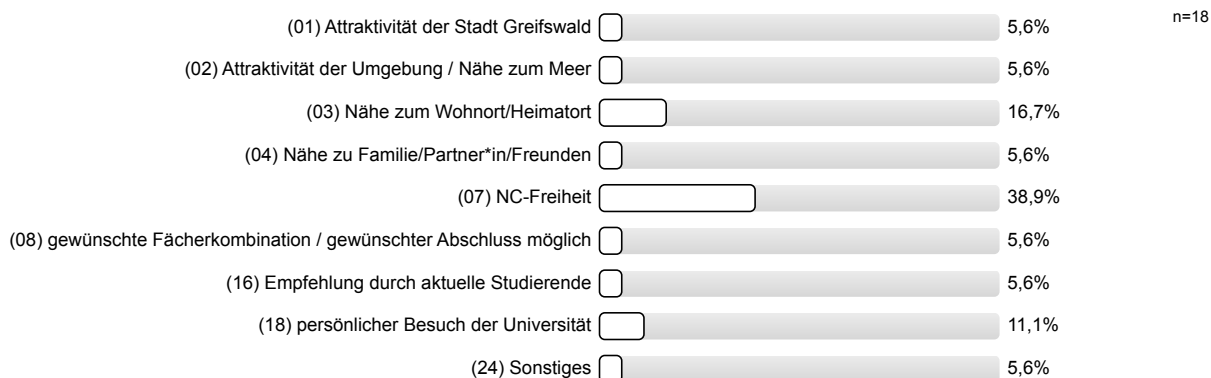 (01) Attraktivität der Stadt Greifswald 5,6% n=18
(02) Attraktivität der Umgebung / Nähe zum Meer 5,6%
(03) Nähe zum Wohnort/Heimatort 16,7%
(04) Nähe zu Familie/Partner*in/Freunden 5,6%
(07) NC-Freiheit 38,9%
(08) gewünschte Fächerkombination / gewünschter Abschluss möglich 5,6%
(16) Empfehlung durch aktuelle Studierende 5,6%
(18) persönlicher Besuch der Universität 11,1%
(24) Sonstiges 5,6%